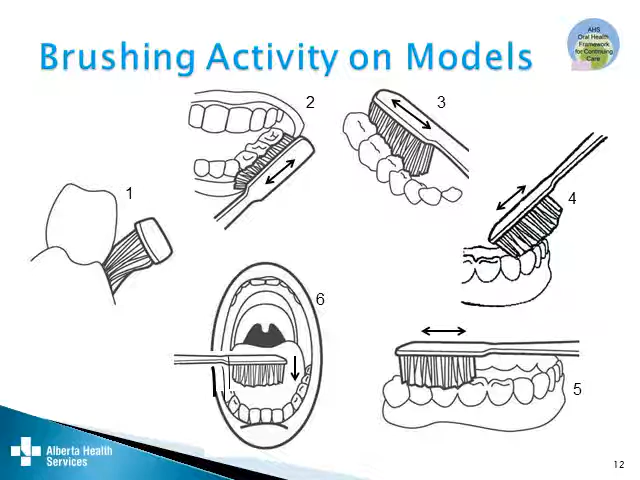 Brushing Activity on Models
AHS
Oral Health
Framework
for Continuing
Care
1
2
3
4
5
6
Alberta Health
Services
12